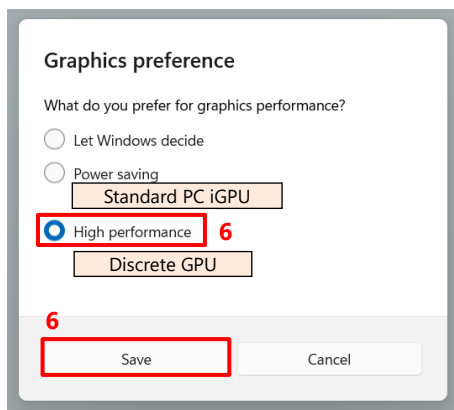 Graphics preference
What do you prefer for graphics performance?
Let Windows decide
Power saving
Standard PC iGPU
High performance 6
Discrete GPU
6
Save Cancel